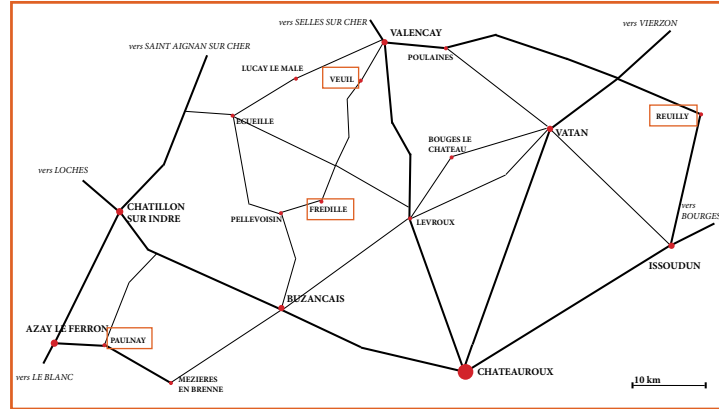 vers SELLES SUR CHER
vers VIERZON
VALENCAY
vers SAINT AIGNAN SUR CHER
POULAINES
LUCAY LE MALE
VEUIL
REUILLY
ECUEILLE
VATAN
BOUGES LE
CHATEAU
vers LOCHES
CHATILLON
SUR INDRE
PELLEVOISIN
FREDILLE
LEVROUX
vers
BOURGES
ISSOUDUN
BUZANCAIS
AZAY LE FERRON
PAULNAY
vers LE BLANC
MEZIERES
EN BRENNE
CHATEAUROUX
10 km